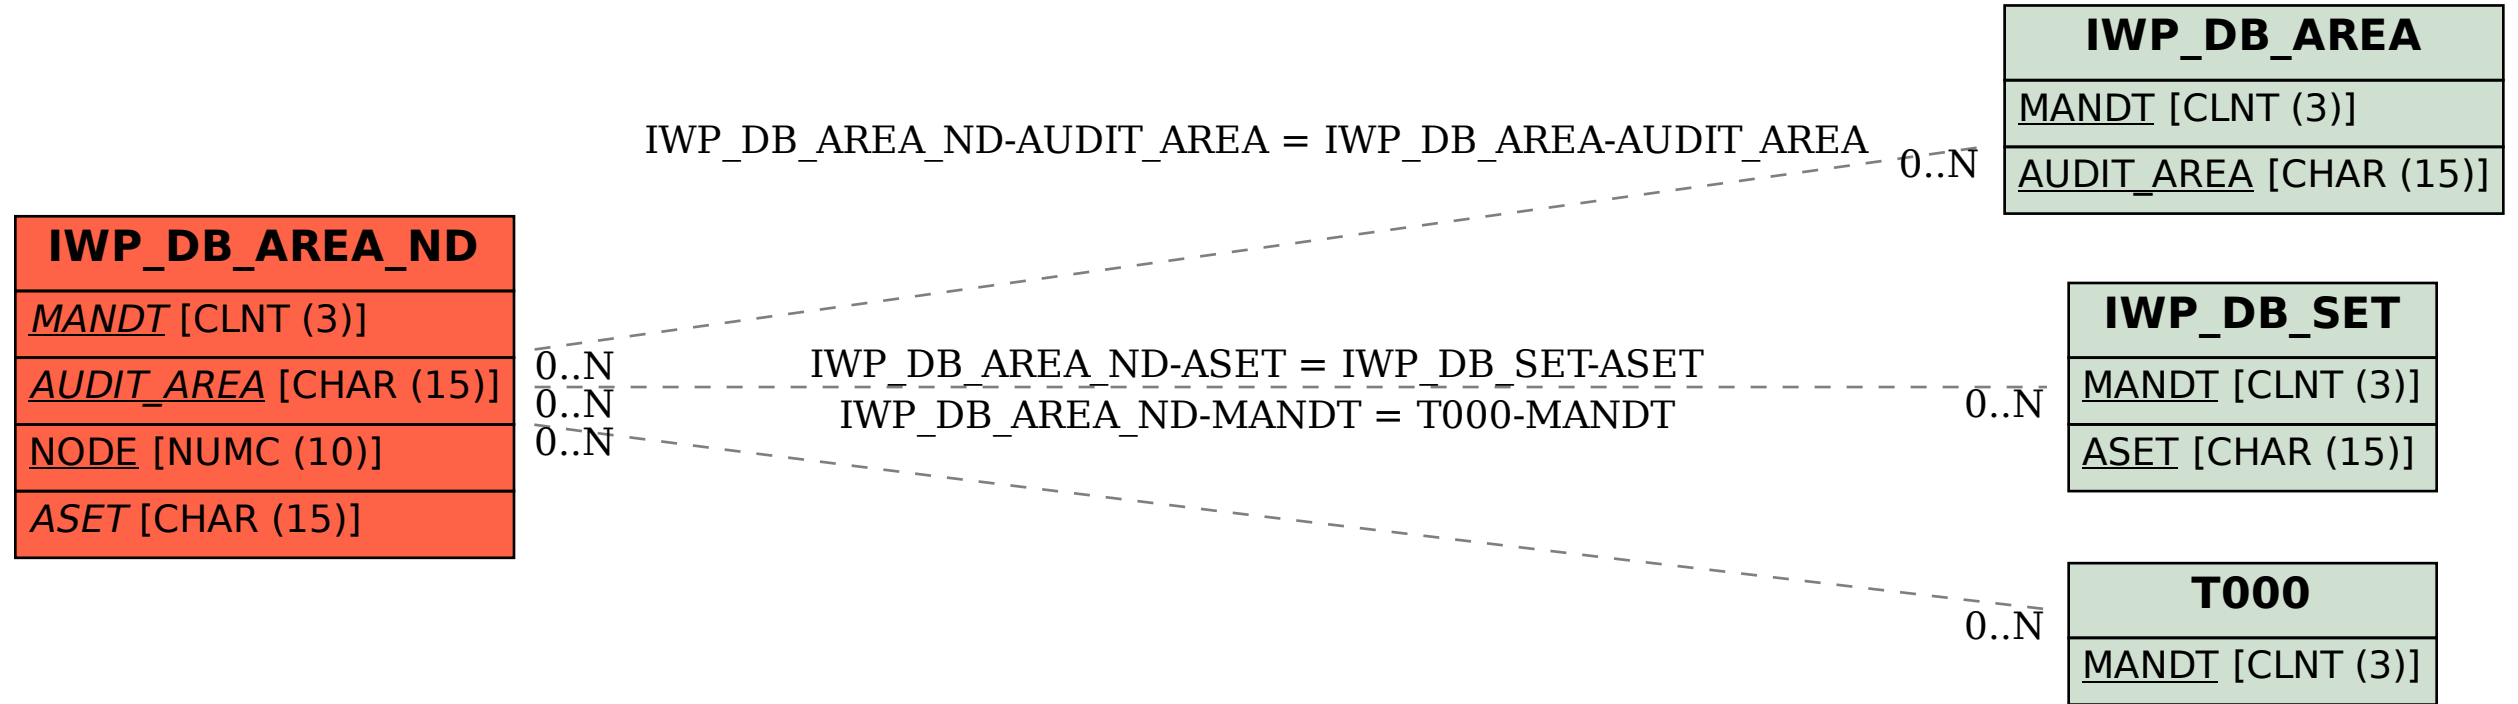 IWP_DB_AREA_ND
MANDT [CLNT (3)]
AUDIT_AREA [CHAR (15)]
NODE [NUMC (10)]
ASET [CHAR (15)]
IWP_DB_AREA_ND-AUDIT_AREA = IWP_DB_AREA-AUDIT_AREA
0..N
0..N
IWP_DB_AREA_ND-ASET = IWP_DB_SET-ASET
0..N
0..N
IWP_DB_AREA_ND-MANDT = T000-MANDT
0..N
0..N
IWP_DB_AREA
MANDT [CLNT (3)]
AUDIT_AREA [CHAR (15)]
IWP_DB_SET
MANDT [CLNT (3)]
ASET [CHAR (15)]
T000
MANDT [CLNT (3)]